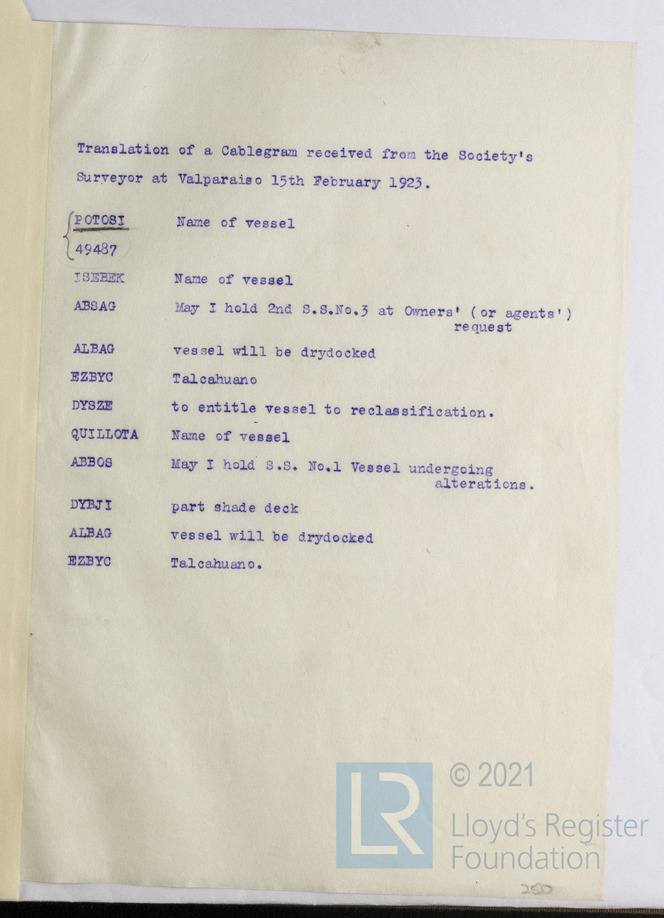 Translation of a Cablegram received from the Society's
Surveyor at Valparaiso 15th February 1923.
POTOSI Name of vessel
49487
ISEBEK Name of vessel
ABSAG May I hold 2nd S.S.No.3 at Owners' (or agents')
request
ALBAG vessel will be drydocked
EZBYC Talcahuano
DYSZE to entitle vessel to reclassification.
QUILLOTA Name of vessel
ABBOS May I hold S.S. No.1 Vessel undergoing
alterations.
DYBJI part shade deck
ALBAG vessel will be drydocked
EZBYC Talcahuano.
LR © 2021
Lloyd's Register
Foundation
250